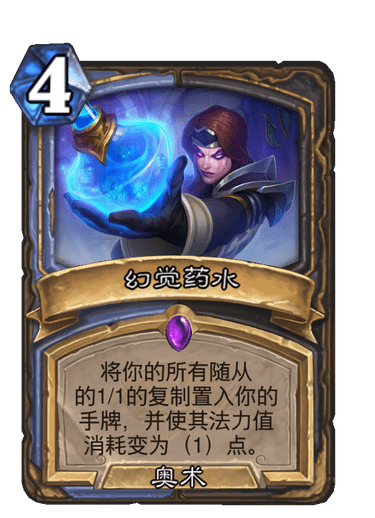 4
幻觉药水
将你的所有随从
的1/1的复制置入你的
手牌，并使其法力值
消耗变为（1）点。
奥术